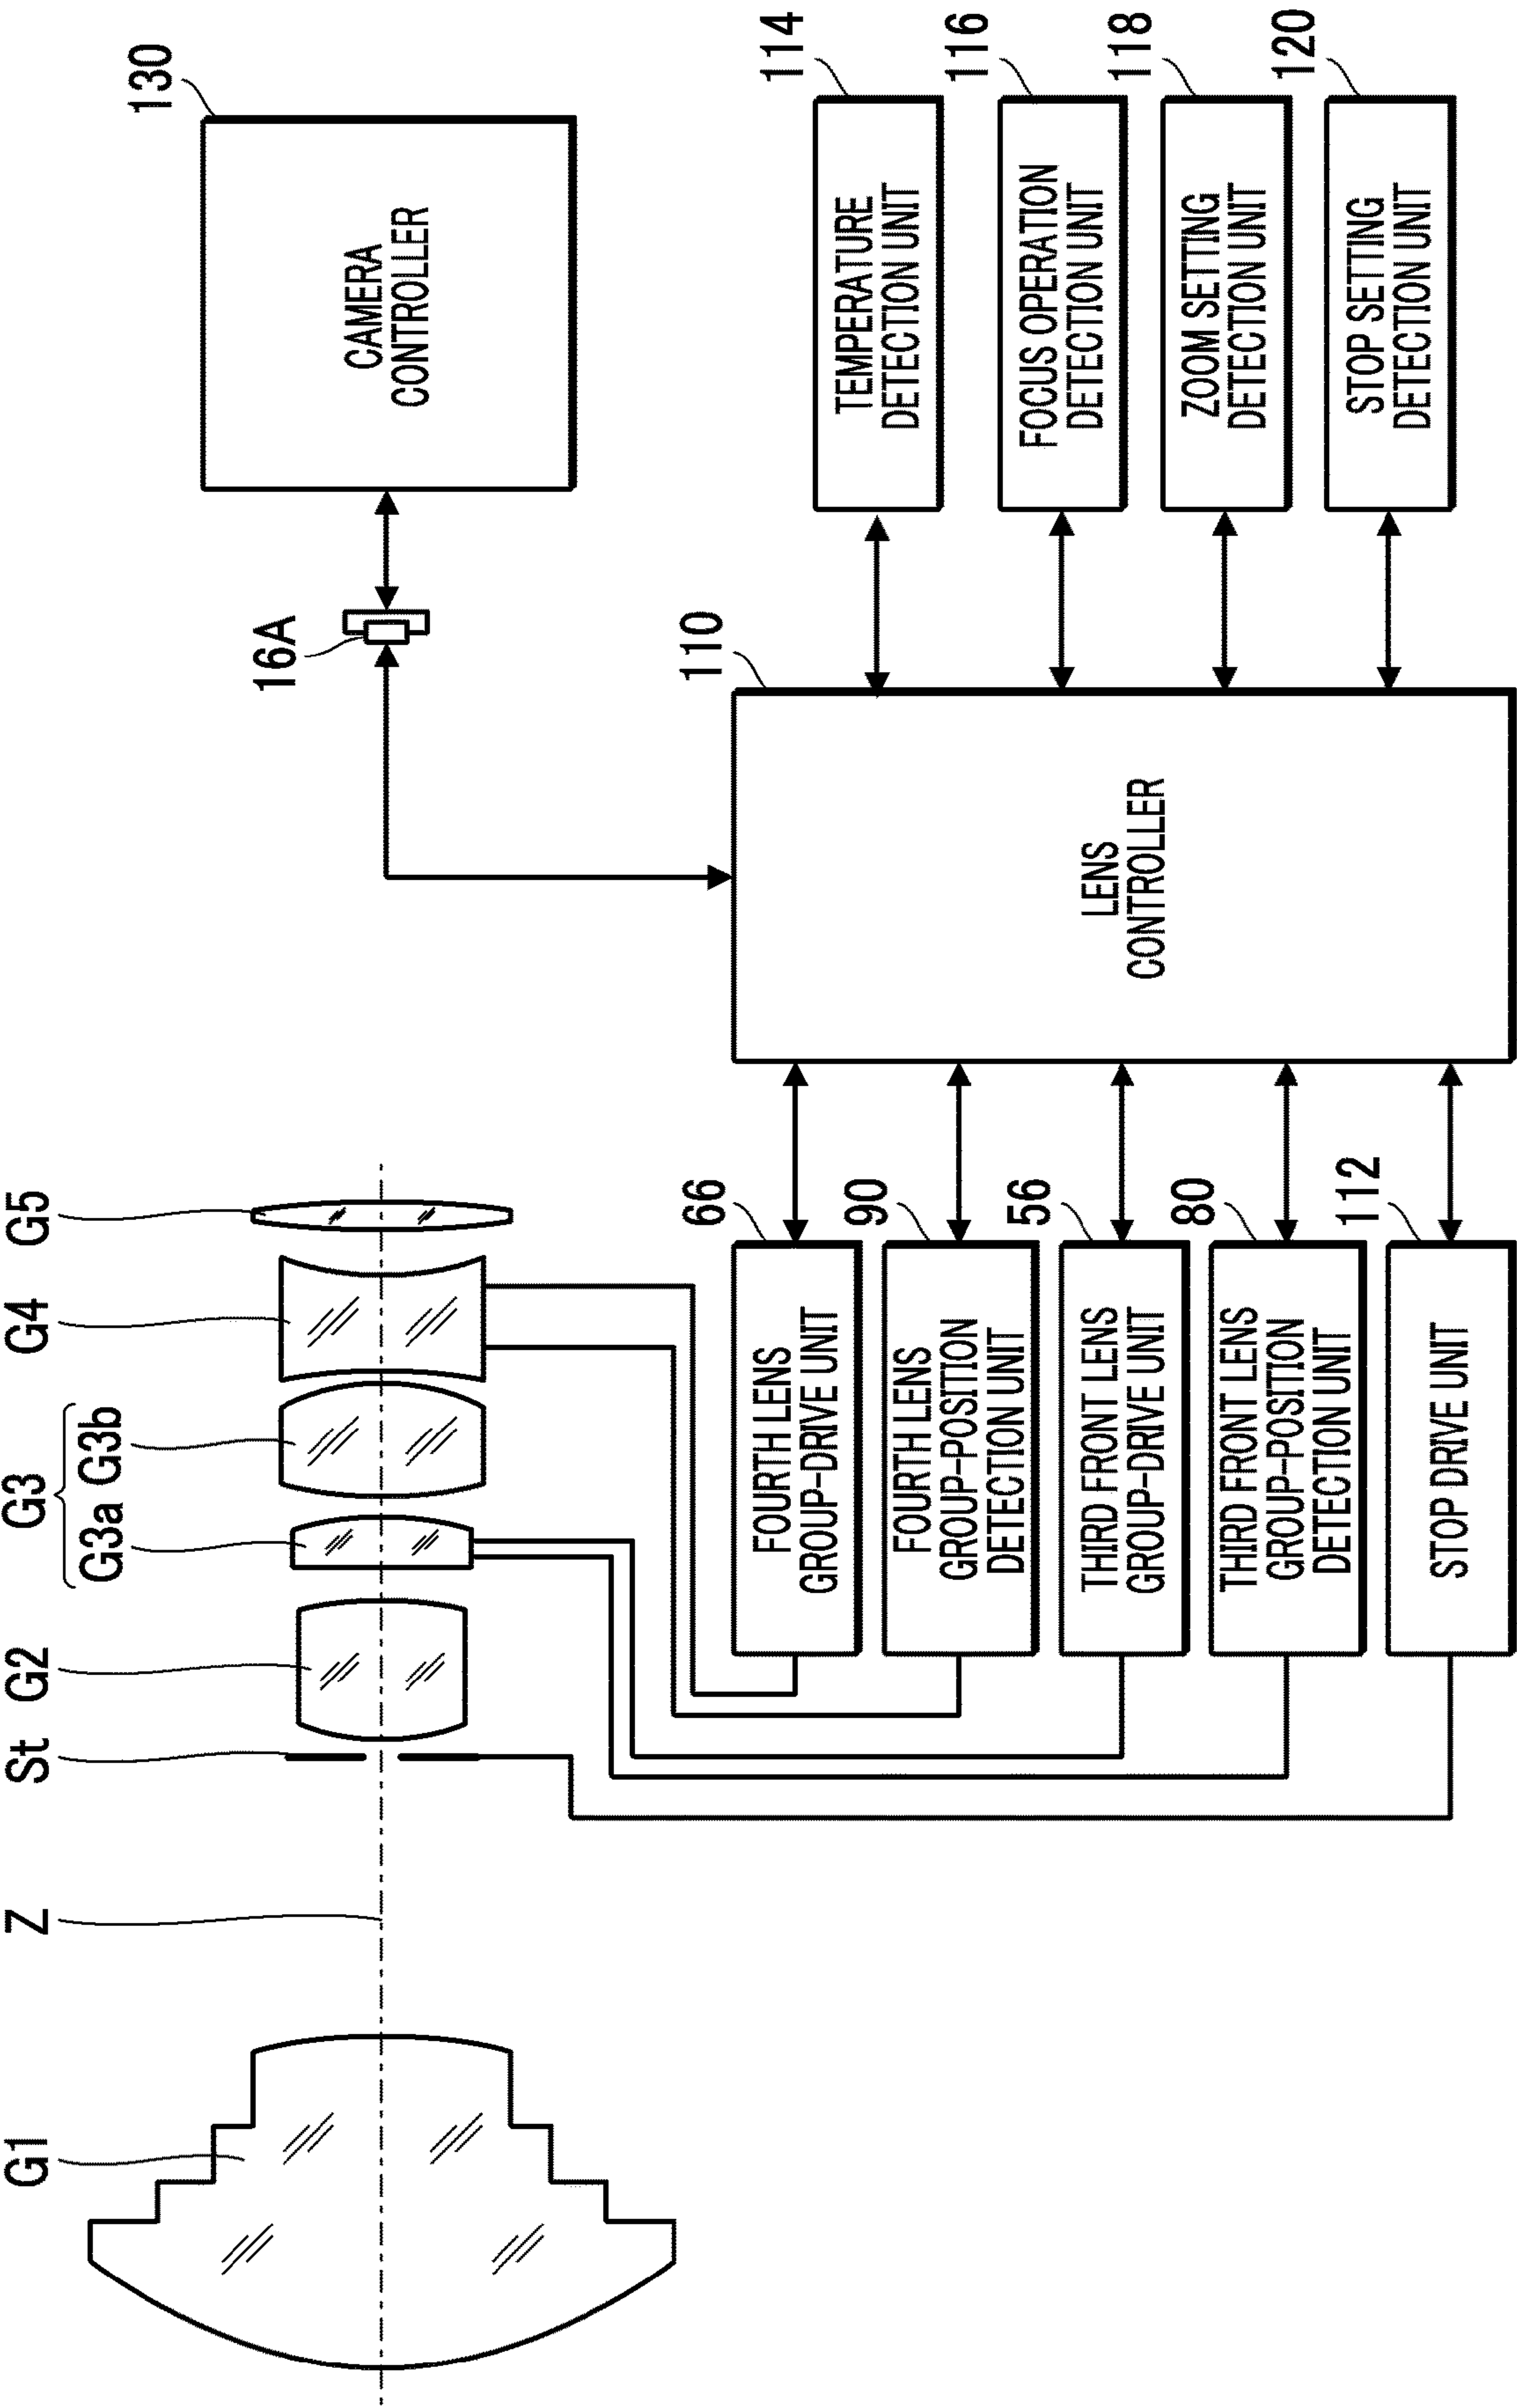 G1
Z
St
G2
G3
G3a
G3b
G4
G5
16A
130
CAMERA
CONTROLLER
66
FOURTH LENS
GROUP-DRIVE UNIT
90
FOURTH LENS
GROUP-POSITION
DETECTION UNIT
56
THIRD FRONT LENS
GROUP-DRIVE UNIT
80
THIRD FRONT LENS
GROUP-POSITION
DETECTION UNIT
112
STOP DRIVE UNIT
110
LENS
CONTROLLER
114
TEMPERATURE
DETECTION UNIT
116
FOCUS OPERATION
DETECTION UNIT
118
ZOOM SETTING
DETECTION UNIT
120
STOP SETTING
DETECTION UNIT